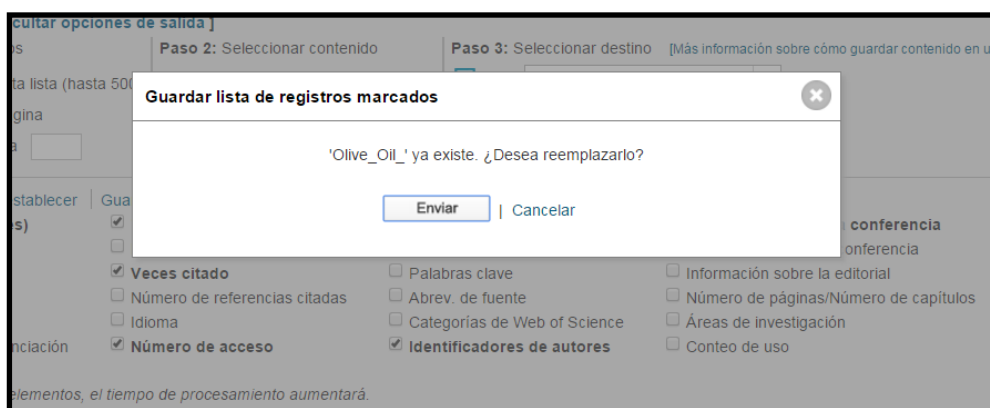 cultar opciones de salida ]
os Paso 2: Seleccionar contenido Paso 3: Seleccionar destino [Más información sobre cómo guardar contenido en u
ta lista (hasta 500
gina
a
Guardar lista de registros marcados
'Olive_Oil_' ya existe. ¿Desea reemplazarlo?
Enviar | Cancelar
stablecer | Gua
s) conferencia
onferencia
Veces citado Palabras clave Información sobre la editorial
Número de referencias citadas Abrev. de fuente Número de páginas/Número de capítulos
Idioma Categorías de Web of Science Áreas de investigación
nciación Número de acceso Identificadores de autores Conteo de uso
elementos, el tiempo de procesamiento aumentará.